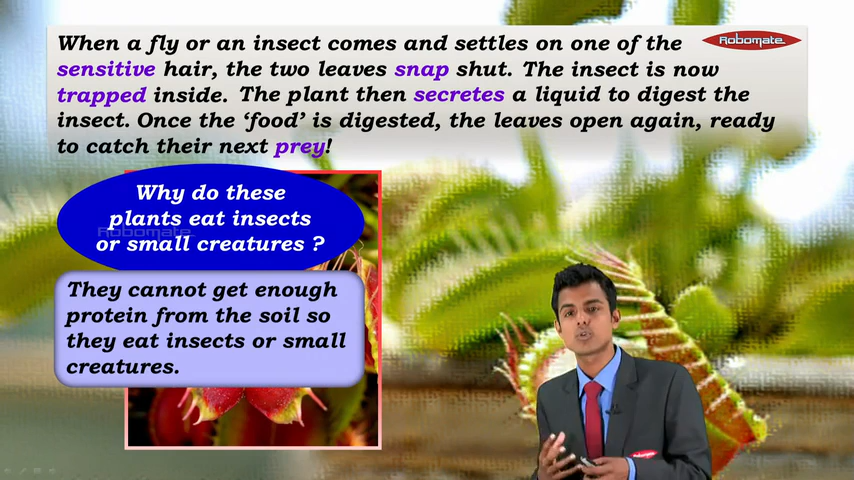 When a fly or an insect comes and settles on one of the
Robomate
sensitive hair, the two leaves snap shut. The insect is now
trapped inside. The plant then secretes a liquid to digest the
insect. Once the ‘food’ is digested, the leaves open again, ready
to catch their next prey!
Why do these
plants eat insects
Robomate
or small creatures ?
They cannot get enough
protein from the soil so
they eat insects or small
creatures.